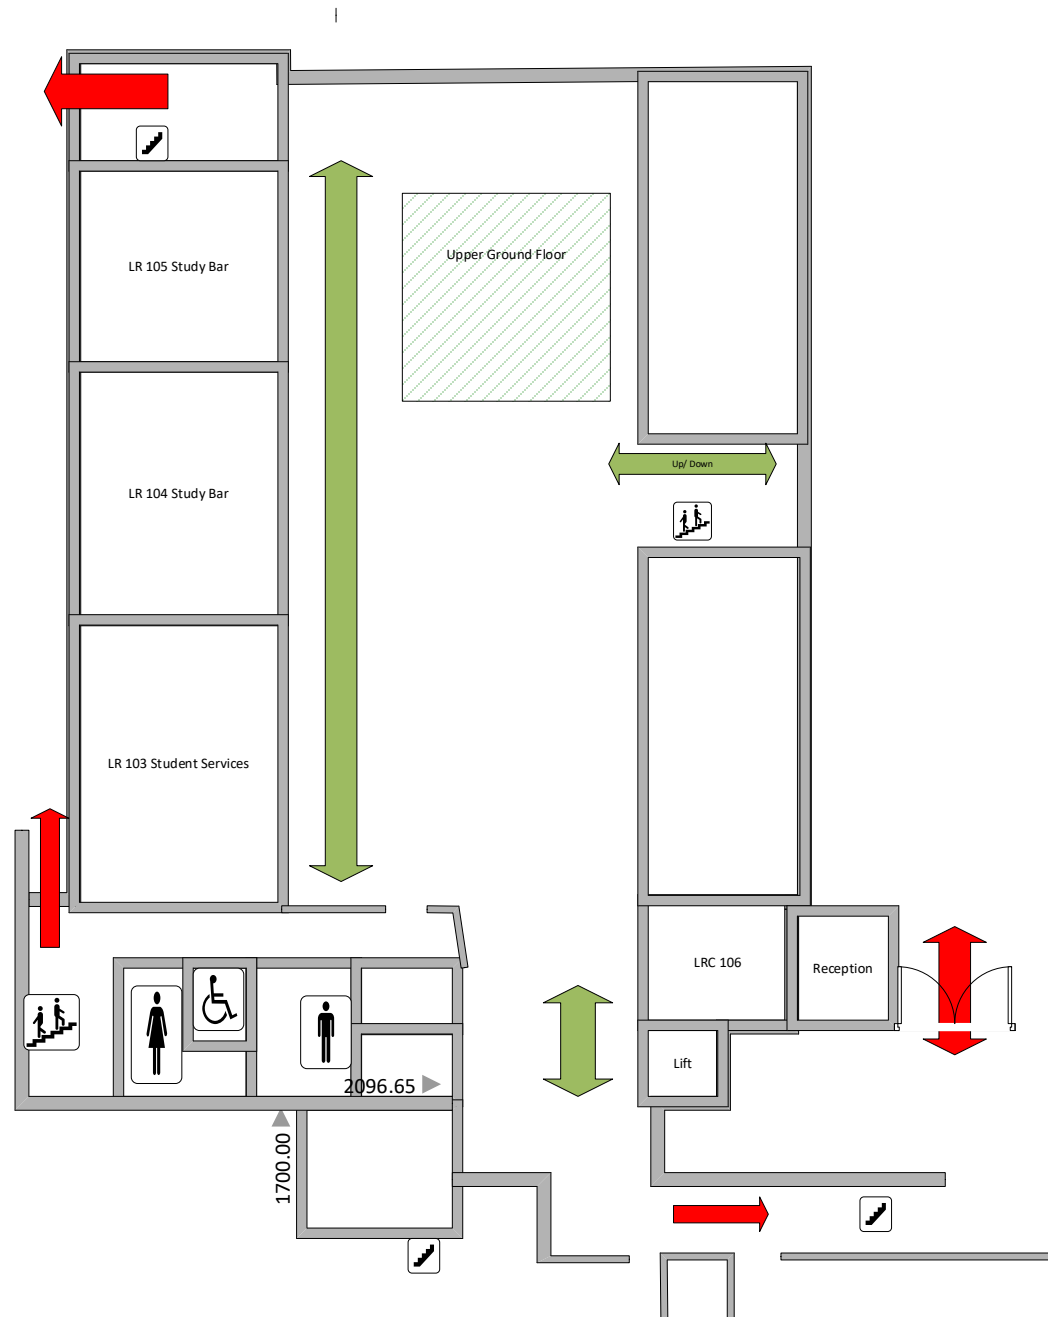 LR 105 Study Bar
Upper Ground Floor
Up/ Down
LR 104 Study Bar
LR 103 Student Services
LRC 106
Reception
Lift
2096.65
1700.00